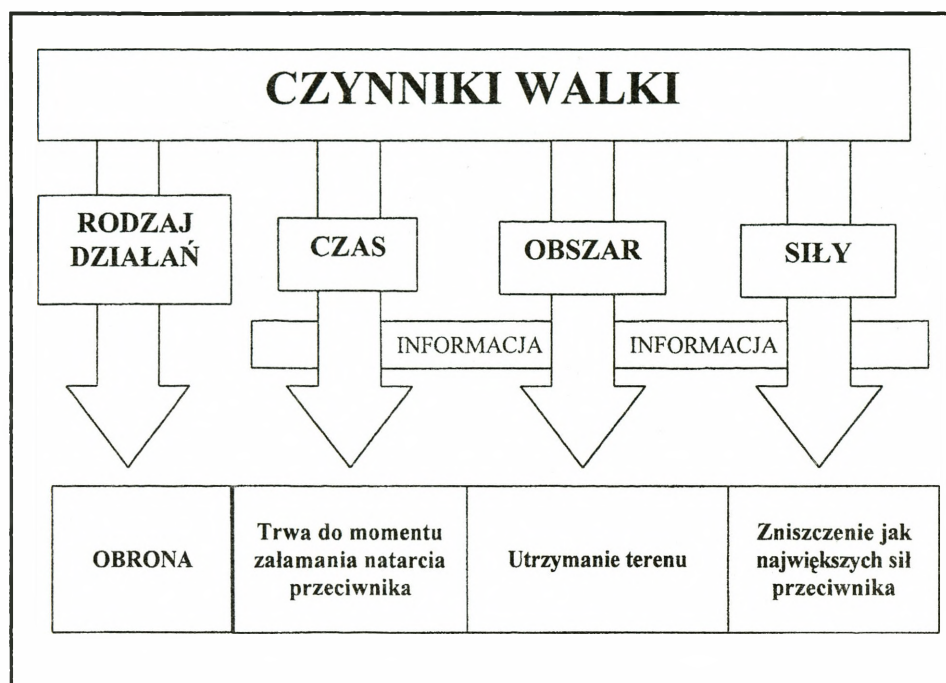 CZYNNIKI WALKI
RODZAJ
DZIAŁAŃ
CZAS
OBSZAR
SIŁY
INFORMACJA
INFORMACJA
OBRONA
Trwa do momentu
załamania natarcia
przeciwnika
Utrzymanie terenu
Zniszczenie jak
największych sił
przeciwnika